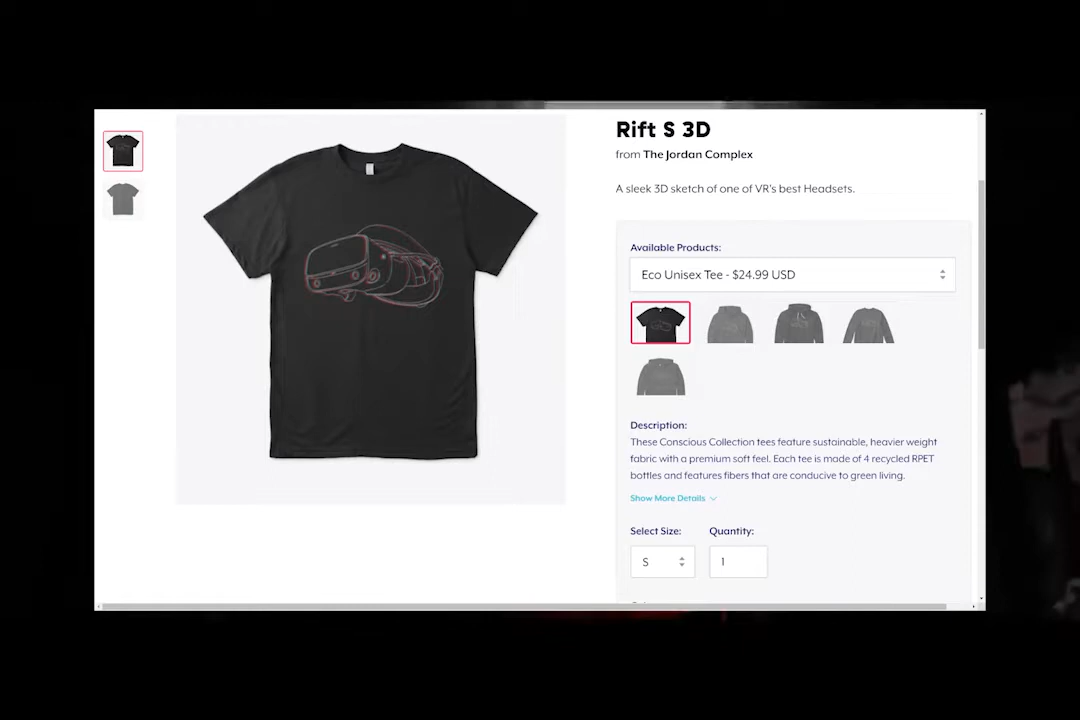 Rift S 3D
from The Jordan Complex
A sleek 3D sketch of one of VR's best Headsets.
Available Products:
Eco Unisex Tee - $24.99 USD
Description:
These Conscious Collection tees feature sustainable, heavier weight
fabric with a premium soft feel. Each tee is made of 4 recycled RPET
bottles and features fibers that are conducive to green living.
Show More Details
Select Size: Quantity:
S 1